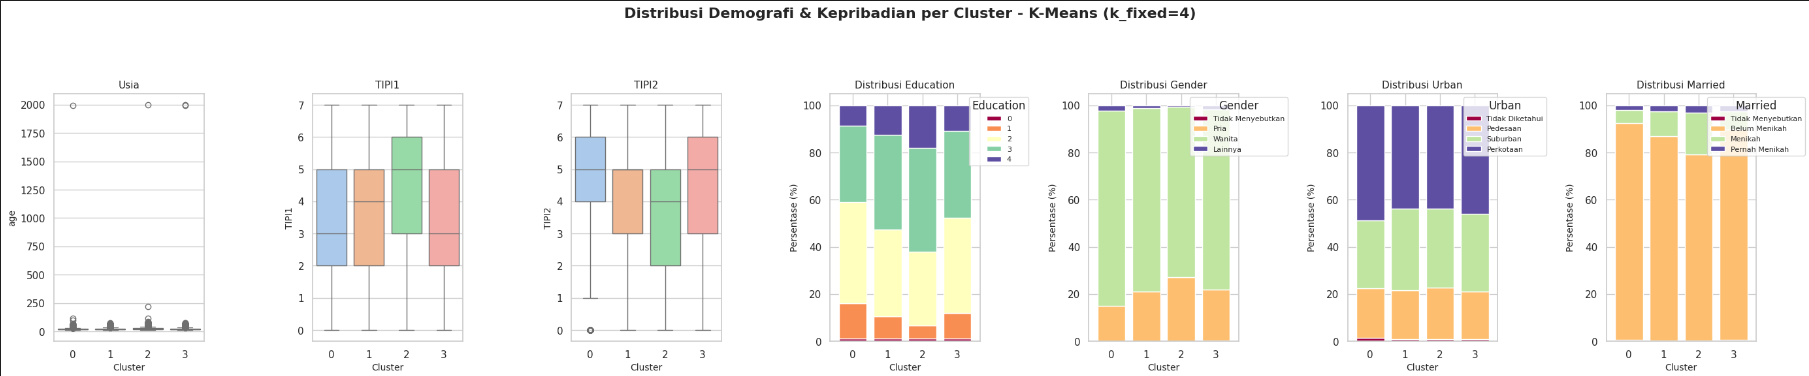 Distribusi Demografi & Kepribadian per Cluster - K-Means (k_fixed=4)
Usia
2000
1750
1500
1250
1000
750
500
250
0
age
0 1 2 3
Cluster
TIPI1
7
6
5
4
3
2
1
0
TIPI1
0 1 2 3
Cluster
TIPI2
7
6
5
4
3
2
1
0
TIPI2
0 1 2 3
Cluster
Distribusi Education
100
80
60
40
20
0
Persentase (%)
Education
0
1
2
3
4
0 1 2 3
Cluster
Distribusi Gender
100
80
60
40
20
0
Persentase (%)
Gender
Tidak Menyebutkan
Pria
Wanita
Lainnya
0 1 2 3
Cluster
Distribusi Urban
100
80
60
40
20
0
Persentase (%)
Urban
Tidak Diketahui
Pedesaan
Suburban
Perkotaan
0 1 2 3
Cluster
Distribusi Married
100
80
60
40
20
0
Persentase (%)
Married
Tidak Menyebutkan
Belum Menikah
Menikah
Pernah Menikah
0 1 2 3
Cluster